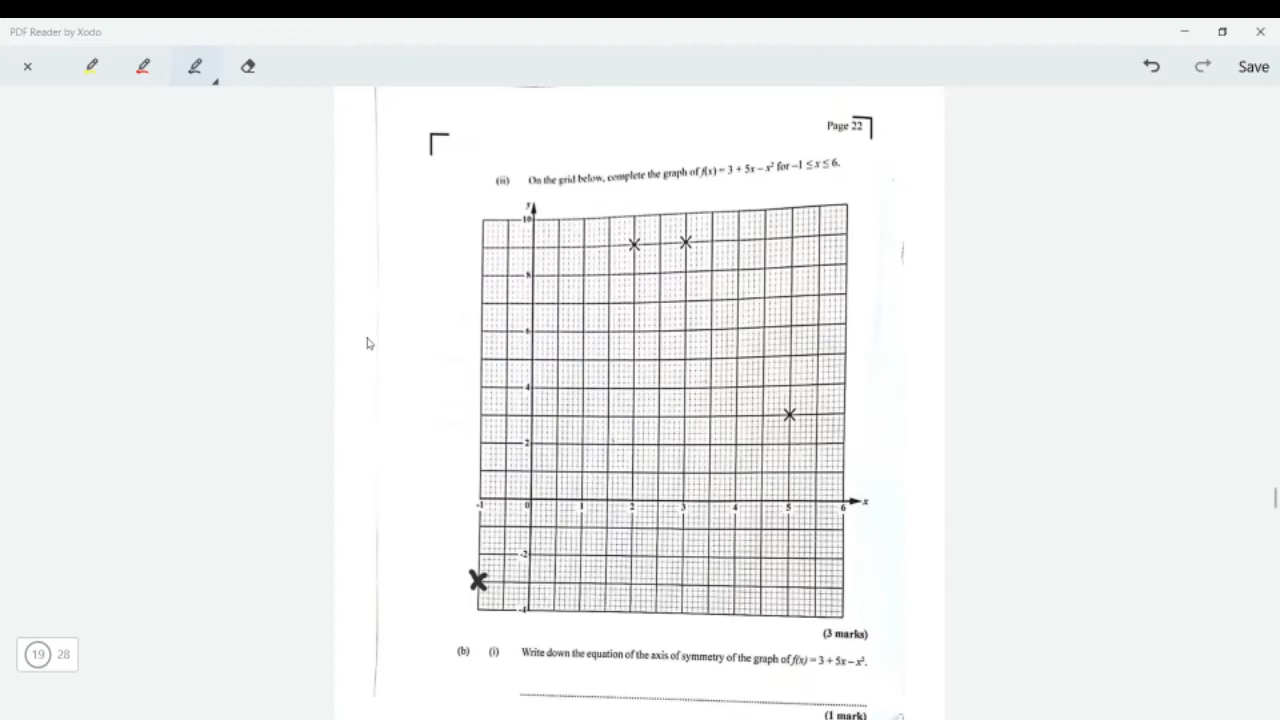 PDF Reader by Xodo
Save
Page 22
(ii) On the grid below, complete the graph of f(x) = 3 + 5x – x² for –1 ≤ x ≤ 6.
y
10
8
6
4
2
-1 0 1 2 3 4 5 6 x
-2
-4
(3 marks)
(b) (i) Write down the equation of the axis of symmetry of the graph of f(x) = 3 + 5x – x².
(1 mark)
19 28